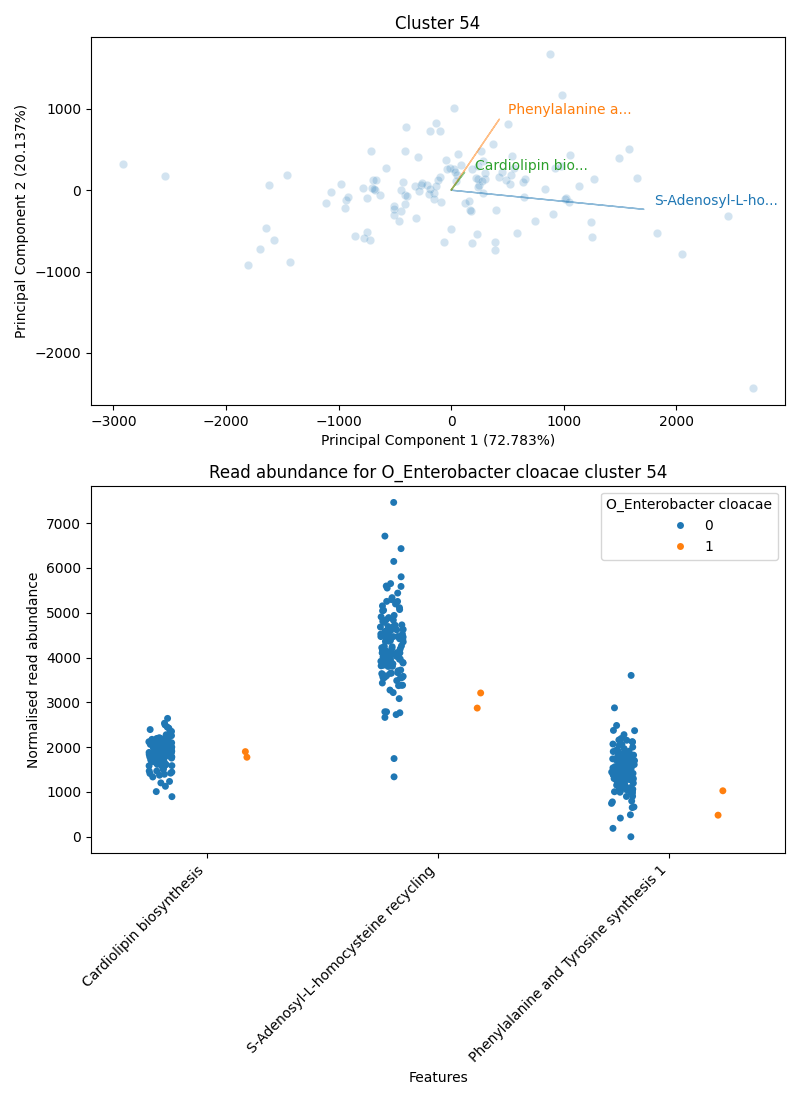 Cluster 54
Principal Component 2 (20.137%)
1000
0
−1000
−2000
Phenylalanine a...
Cardiolipin bio...
S-Adenosyl-L-ho...
−3000 −2000 −1000 0 1000 2000
Principal Component 1 (72.783%)
Read abundance for O_Enterobacter cloacae cluster 54
Normalised read abundance
7000
6000
5000
4000
3000
2000
1000
0
O_Enterobacter cloacae
0
1
Cardiolipin biosynthesis
S-Adenosyl-L-homocysteine recycling
Phenylalanine and Tyrosine synthesis 1
Features